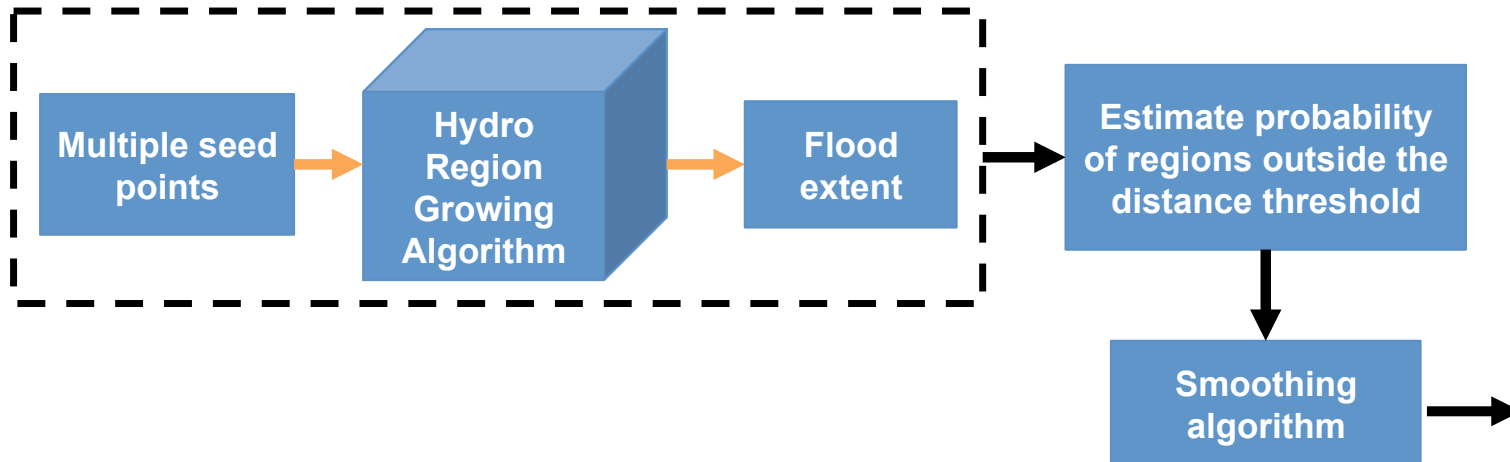 Multiple seed
points
Hydro
Region
Growing
Algorithm
Flood
extent
Estimate probability
of regions outside the
distance threshold
Smoothing
algorithm